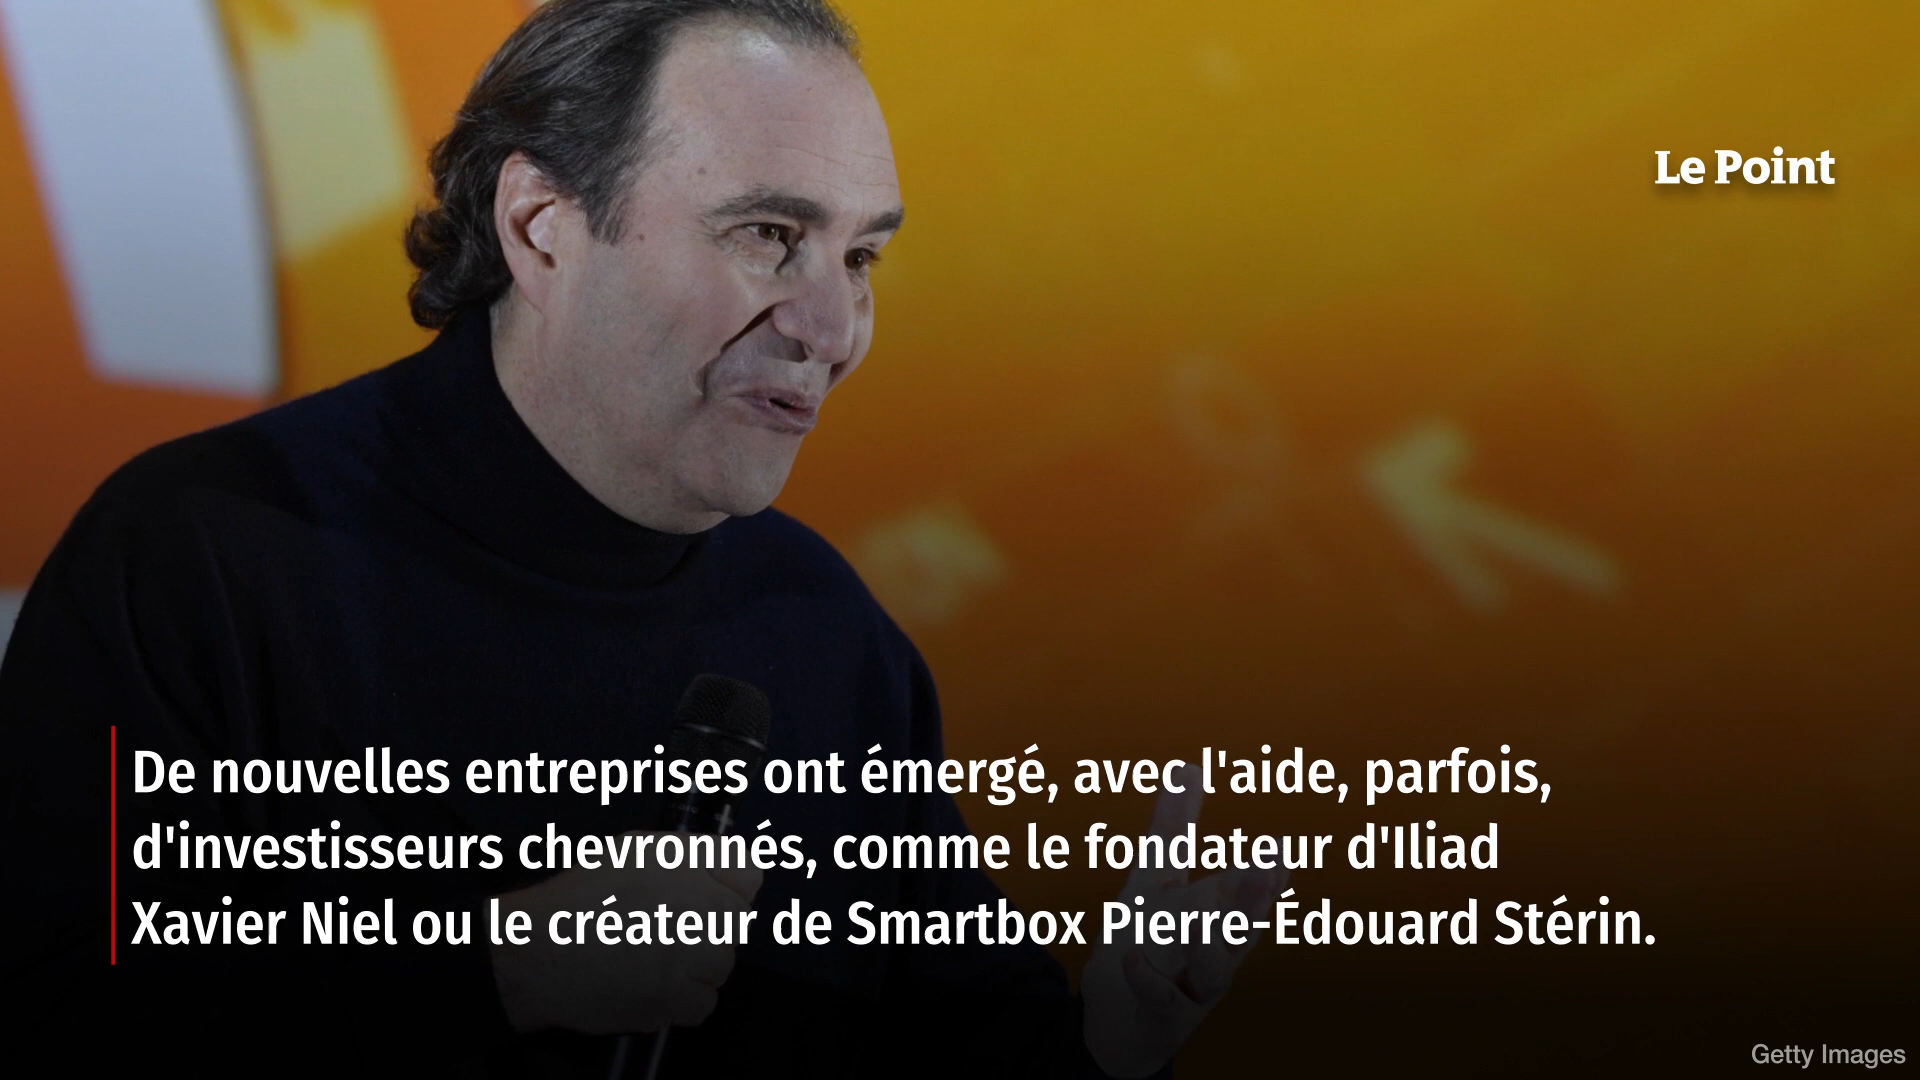 Le Point
De nouvelles entreprises ont émergé, avec l'aide, parfois,
d'investisseurs chevronnés, comme le fondateur d'Iliad
Xavier Niel ou le créateur de Smartbox Pierre-Édouard Stérin.
Getty Images